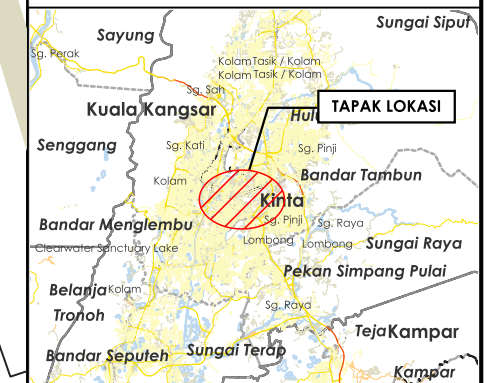 Sungai Siput
Sayung
Sg. Perak
Kolam Tasik / Kolam
Kolam Tasik / Kolam
Sg. Sah
TAPAK LOKASI
Kuala Kangsar
Hulu
Senggang
Sg. Kati
Sg. Pinji
Kolam
Bandar Tambun
Kinta
Bandar Menglembu
Sg. Pinji
Sg. Raya
Clearwater Sanctuary Lake
Lombong
Lombong
Sungai Raya
Pekan Simpang Pulai
Belanja
Kolam
Tronoh
Sg. Raya
Teja
Kampar
Bandar Seputeh
Sungai Terap
Kampar